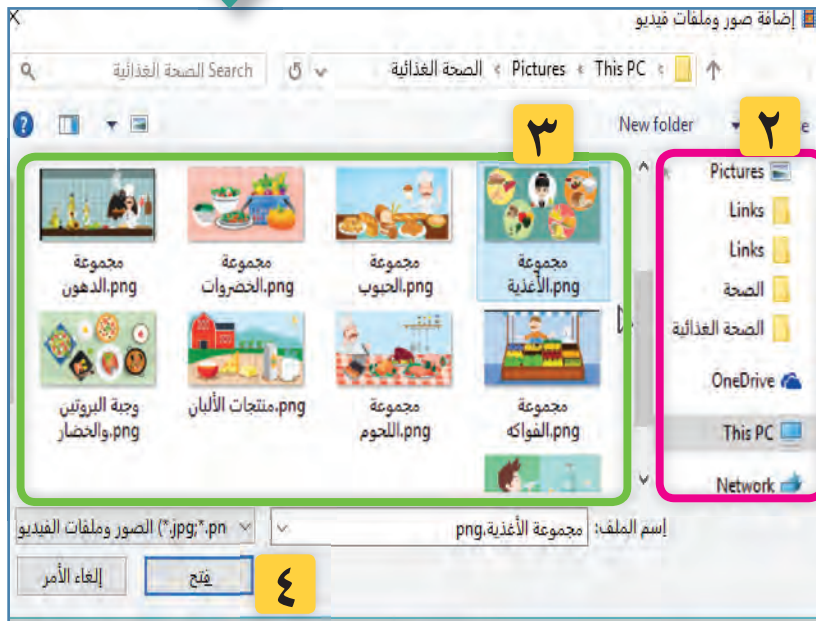 إضافة صور وملفات فيديو
This PC › Pictures › الصحة الغذائية
Search الصحة الغذائية
New folder
٢
٣
Pictures
Links
Links
الصحة
الصحة الغذائية
OneDrive
This PC
Network
مجموعة
الأغذية.png
مجموعة
الحبوب.png
مجموعة
الخضروات.png
مجموعة
الدهون.png
مجموعة
الفواكه.png
مجموعة
اللحوم.png
منتجات الألبان.png
وجبة البروتين
والخضار.png
إسم الملف: مجموعة الأغذية.png
الصور وملفات الفيديو (*.jpg;*.pn
٤
فتح
إلغاء الأمر